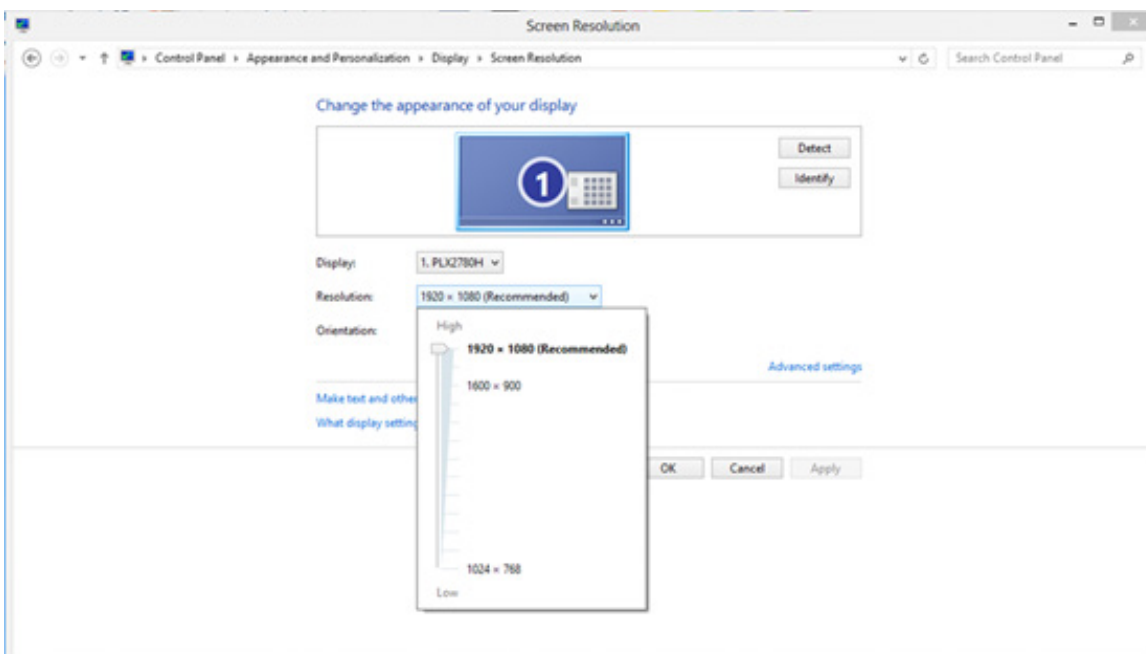 Screen Resolution
Control Panel › Appearance and Personalization › Display › Screen Resolution
Search Control Panel
Change the appearance of your display
1
Detect
Identify
Display:
1. PLX2780H
Resolution:
1920 × 1080 (Recommended)
Orientation:
High
1920 × 1080 (Recommended)
Advanced settings
1600 × 900
Make text and other
What display setting
OK
Cancel
Apply
1024 × 768
Low